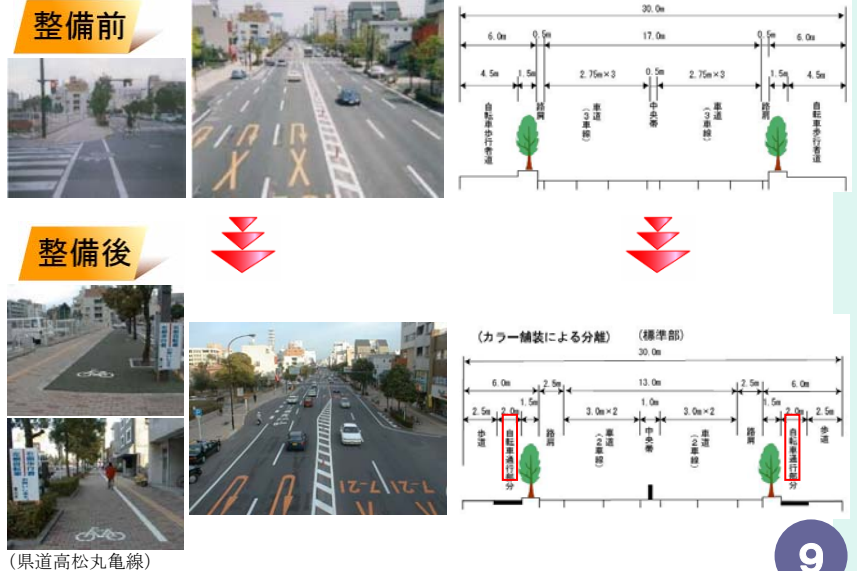 整備前
30.0m
6.0m 0.5m 17.0m 0.5m 6.0m
4.5m 1.5m 2.75m×3 0.5m 2.75m×3 1.5m 4.5m
自転車歩行者道
路肩
車道
(3車線)
中央帯
車道
(3車線)
路肩
自転車歩行者道
整備後
(カラー舗装による分離) (標準部)
30.0m
6.0m 2.5m 13.0m 2.5m 6.0m
2.5m 2.0m 1.5m 3.0m×2 1.0m 3.0m×2 1.5m 2.0m 2.5m
歩道
自転車通行部分
路肩
車道
(2車線)
中央帯
車道
(2車線)
路肩
自転車通行部分
歩道
7-21 7-21
(県道高松丸亀線)
9